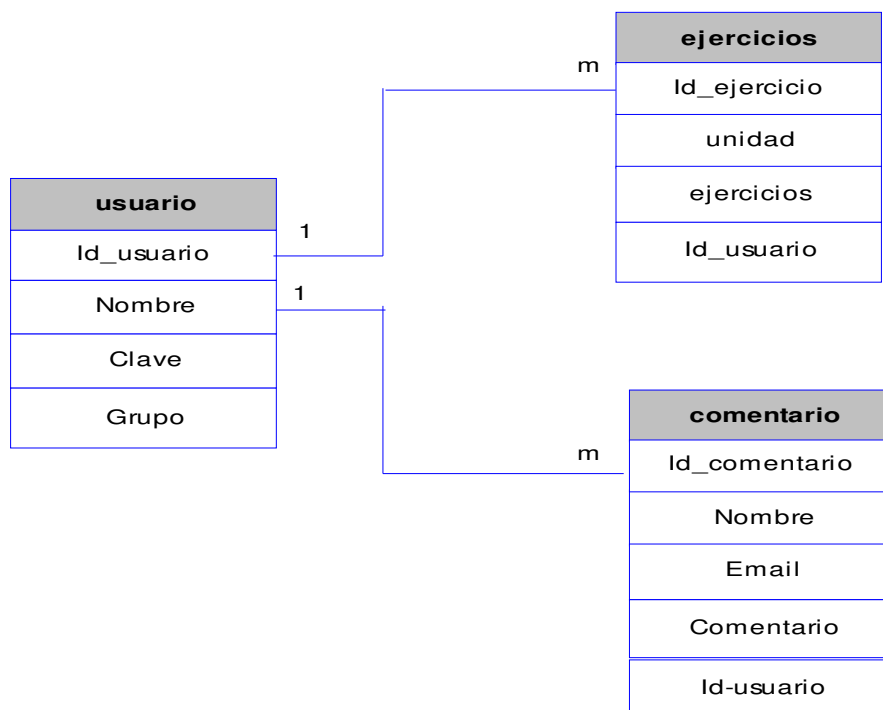 usuario
Id_usuario
Nombre
Clave
Grupo
1
1
m
m
ejercicios
Id_ejercicio
unidad
ejercicios
Id_usuario
comentario
Id_comentario
Nombre
Email
Comentario
Id-usuario